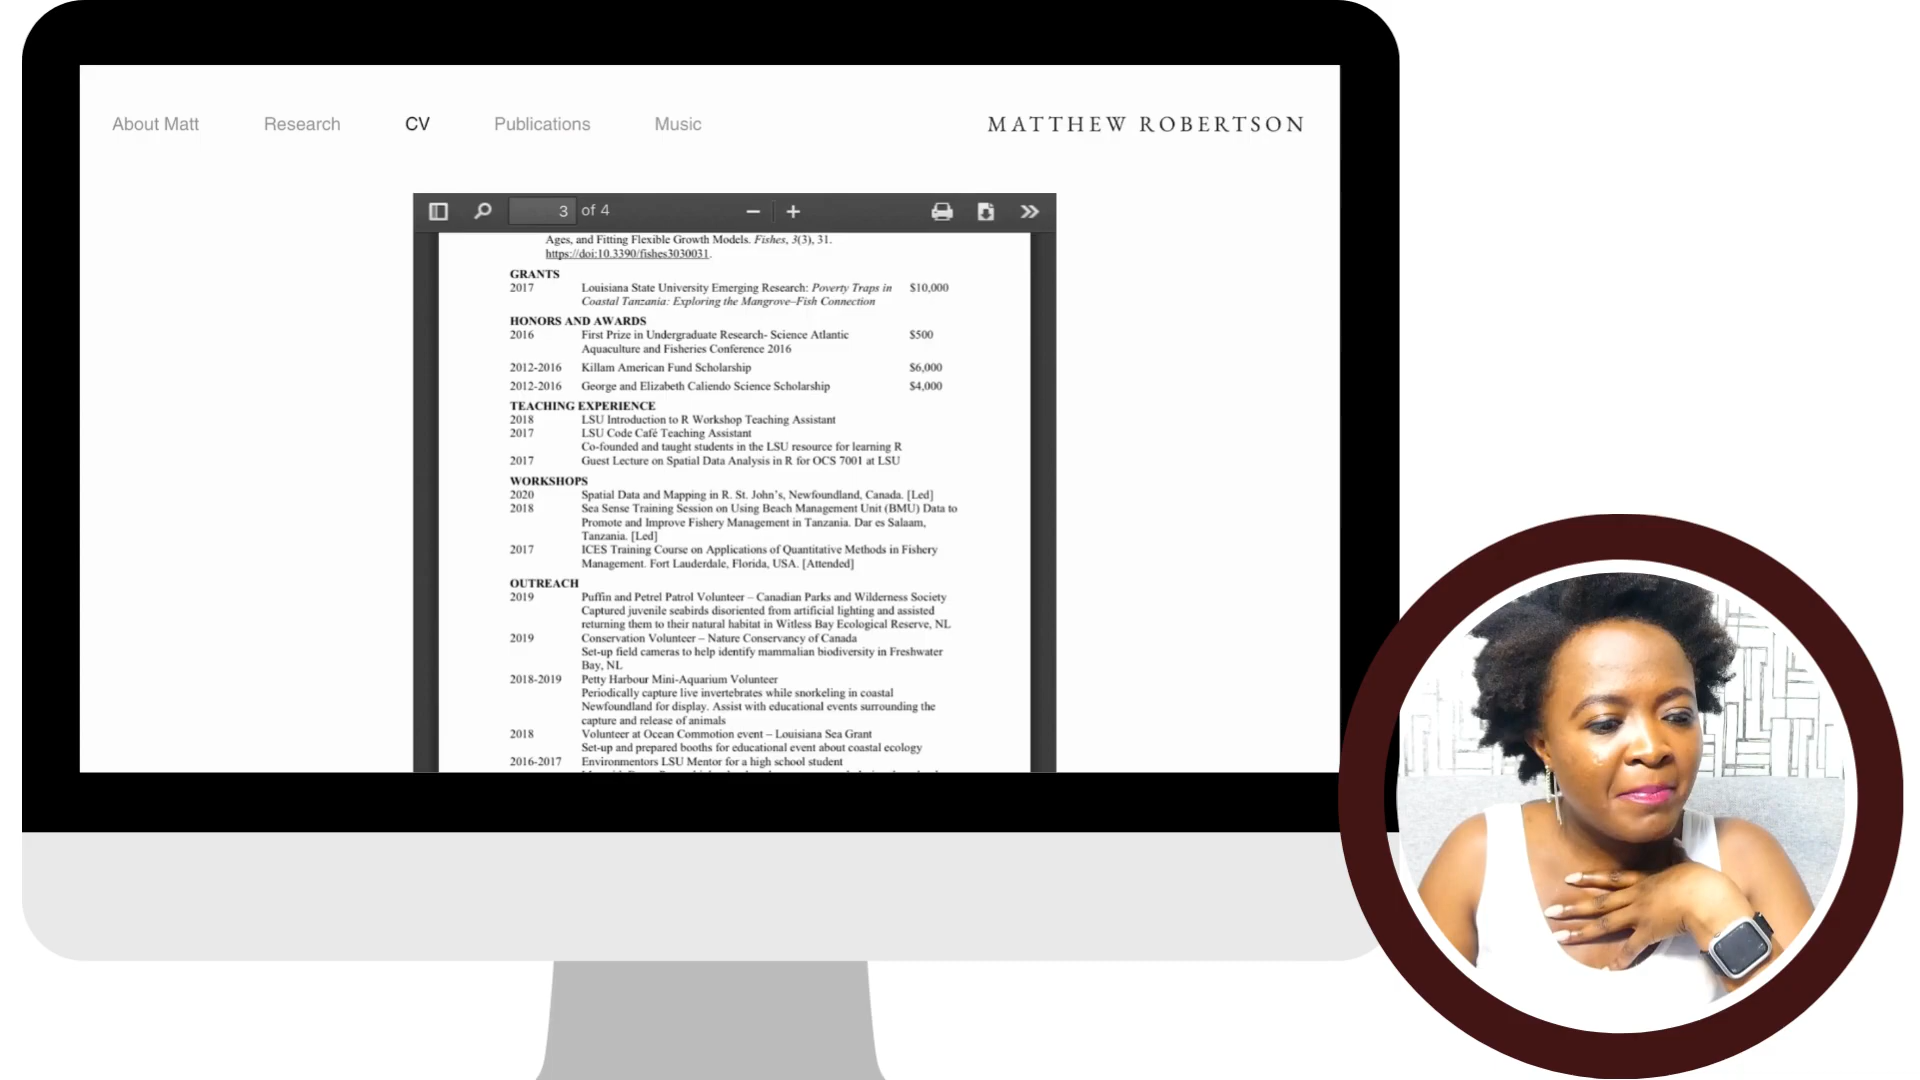 About Matt Research CV Publications Music MATTHEW ROBERTSON
3 of 4
Ages, and Fitting Flexible Growth Models. Fishes, 3(3), 31.
https://doi:10.3390/fishes3030031.
GRANTS
2017 Louisiana State University Emerging Research: Poverty Traps in $10,000
Coastal Tanzania: Exploring the Mangrove–Fish Connection
HONORS AND AWARDS
2016 First Prize in Undergraduate Research- Science Atlantic $500
Aquaculture and Fisheries Conference 2016
2012-2016 Killam American Fund Scholarship $6,000
2012-2016 George and Elizabeth Caliendo Science Scholarship $4,000
TEACHING EXPERIENCE
2018 LSU Introduction to R Workshop Teaching Assistant
2017 LSU Code Café Teaching Assistant
Co-founded and taught students in the LSU resource for learning R
2017 Guest Lecture on Spatial Data Analysis in R for OCS 7001 at LSU
WORKSHOPS
2020 Spatial Data and Mapping in R. St. John's, Newfoundland, Canada. [Led]
2018 Sea Sense Training Session on Using Beach Management Unit (BMU) Data to
Promote and Improve Fishery Management in Tanzania. Dar es Salaam,
Tanzania. [Led]
2017 ICES Training Course on Applications of Quantitative Methods in Fishery
Management. Fort Lauderdale, Florida, USA. [Attended]
OUTREACH
2019 Puffin and Petrel Patrol Volunteer – Canadian Parks and Wilderness Society
Captured juvenile seabirds disoriented from artificial lighting and assisted
returning them to their natural habitat in Witless Bay Ecological Reserve, NL
2019 Conservation Volunteer – Nature Conservancy of Canada
Set-up field cameras to help identify mammalian biodiversity in Freshwater
Bay, NL
2018-2019 Petty Harbour Mini-Aquarium Volunteer
Periodically capture live invertebrates while snorkeling in coastal
Newfoundland for display. Assist with educational events surrounding the
capture and release of animals
2018 Volunteer at Ocean Commotion event – Louisiana Sea Grant
Set-up and prepared booths for educational event about coastal ecology
2016-2017 Environmentors LSU Mentor for a high school student